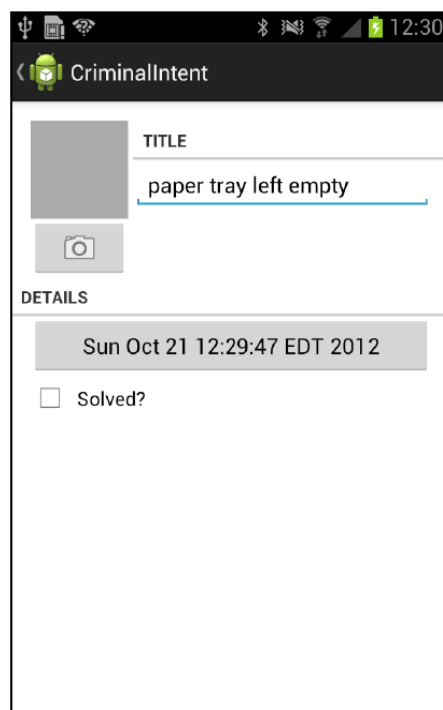 12:30
CriminalIntent
TITLE
paper tray left empty
DETAILS
Sun Oct 21 12:29:47 EDT 2012
Solved?